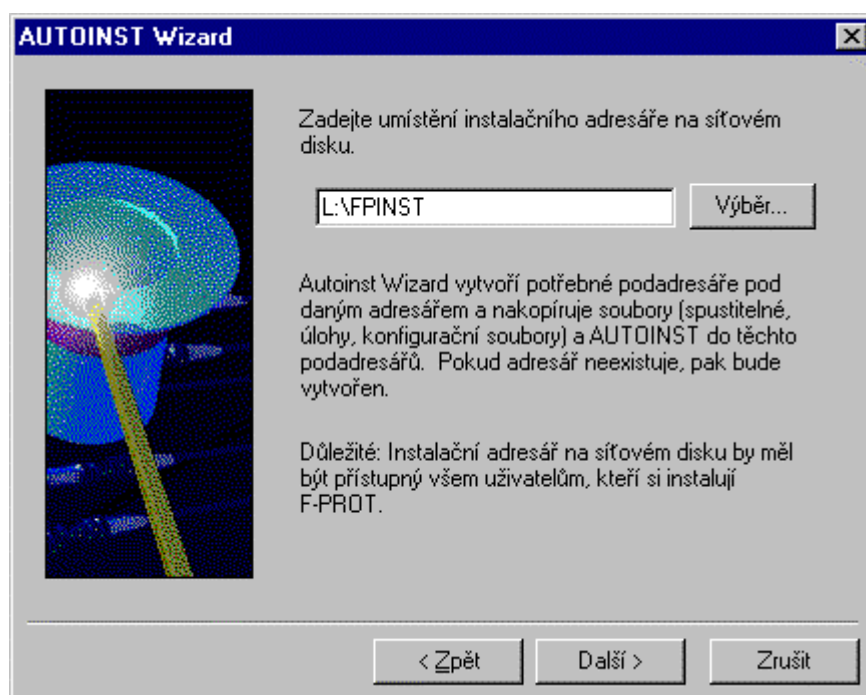 AUTOINST Wizard
Zadejte umístění instalačního adresáře na síťovém
disku.
L:\FPINST
Výběr...
Autoinst Wizard vytvoří potřebné podadresáře pod
daným adresářem a nakopíruje soubory (spustitelné,
úlohy, konfigurační soubory) a AUTOINST do těchto
podadresářů.  Pokud adresář neexistuje, pak bude
vytvořen.
Důležité: Instalační adresář na síťovém disku by měl
být přístupný všem uživatelům, kteří si instalují
F-PROT.
< Zpět
Další >
Zrušit